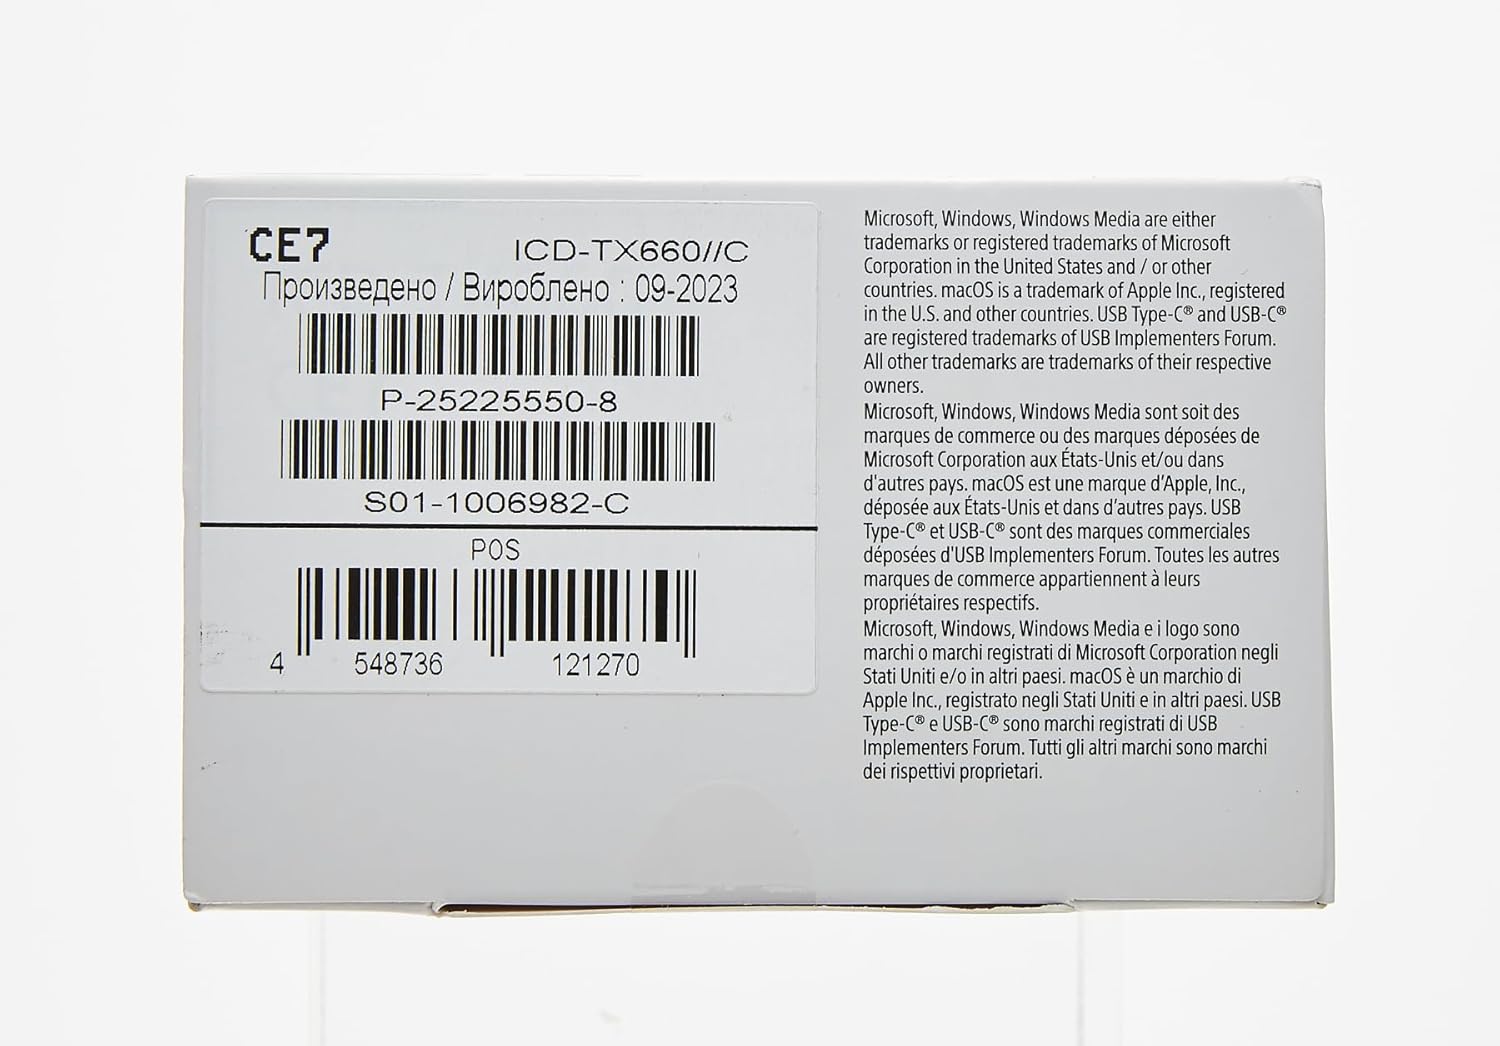 CE7
ICD-TX660//C
Произведено / Вироблено : 09-2023
P-25225550-8
S01-1006982-C
POS
4 548736 121270
Microsoft, Windows, Windows Media are either
trademarks or registered trademarks of Microsoft
Corporation in the United States and / or other
countries. macOS is a trademark of Apple Inc., registered
in the U.S. and other countries. USB Type-C® and USB-C®
are registered trademarks of USB Implementers Forum.
All other trademarks are trademarks of their respective
owners.
Microsoft, Windows, Windows Media sont soit des
marques de commerce ou des marques déposées de
Microsoft Corporation aux États-Unis et/ou dans
d'autres pays. macOS est une marque d’Apple, Inc.,
déposée aux États-Unis et dans d’autres pays. USB
Type-C® et USB-C® sont des marques commerciales
déposées d'USB Implementers Forum. Toutes les autres
marques de commerce appartiennent à leurs
propriétaires respectifs.
Microsoft, Windows, Windows Media e i logo sono
marchi o marchi registrati di Microsoft Corporation negli
Stati Uniti e/o in altri paesi. macOS è un marchio di
Apple Inc., registrato negli Stati Uniti e in altri paesi. USB
Type-C® e USB-C® sono marchi registrati di USB
Implementers Forum. Tutti gli altri marchi sono marchi
dei rispettivi proprietari.